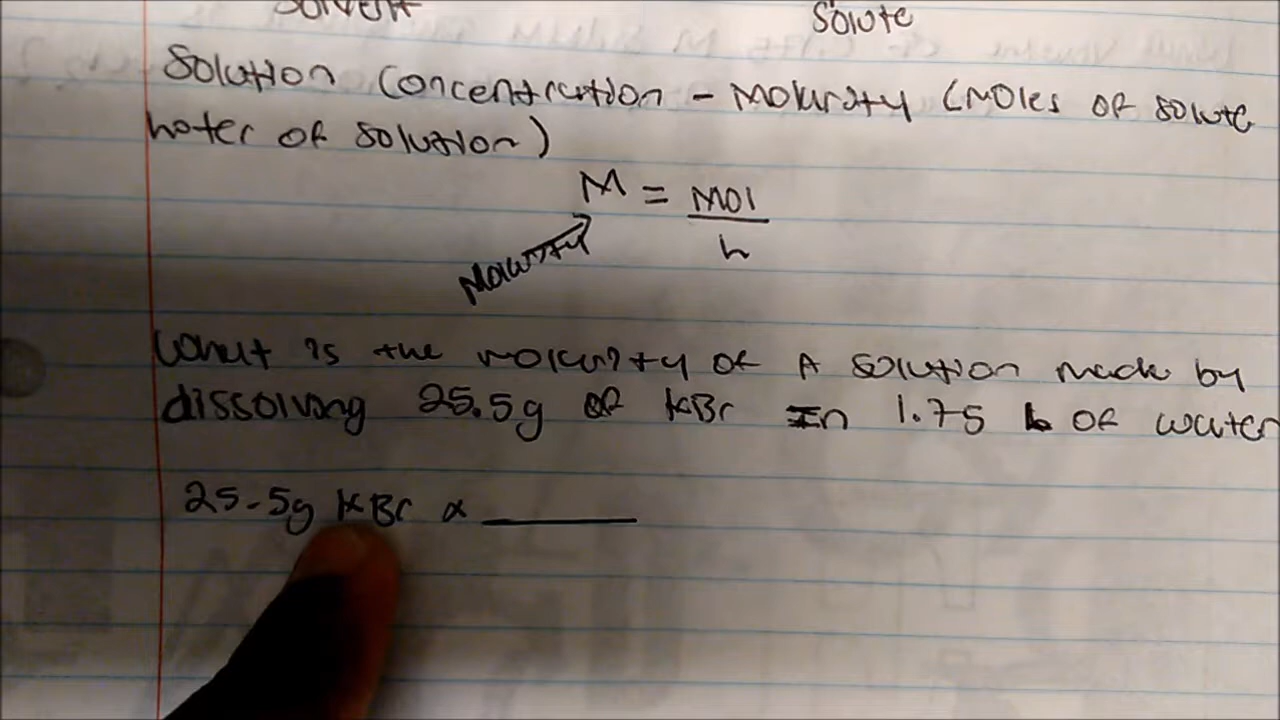 Solvent Solute
Solution Concentration - Molarity (Moles of solute
Liter of solution)
M = Mol
L
Molarity
What is the molarity of A solution made by
dissolving 25.5g of KBr In 1.75 L of water
25.5g KBr x